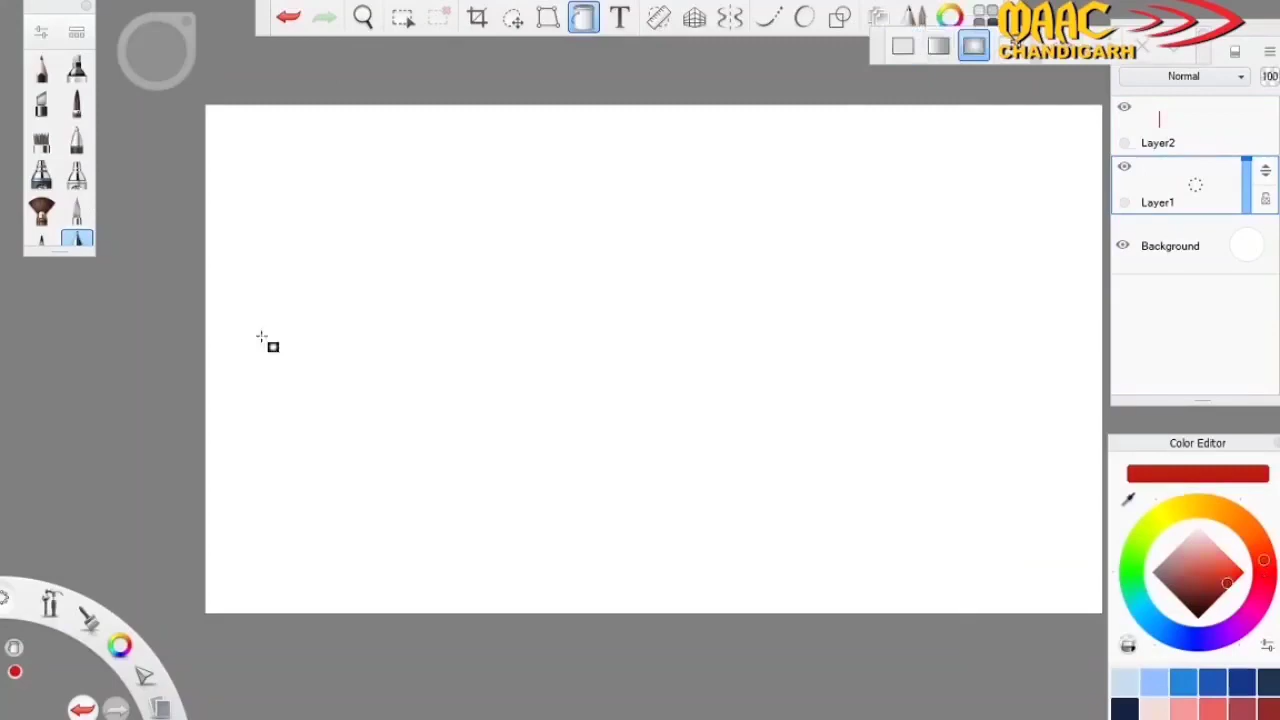 T
MAAC
CHANDIGARH
Normal
100
Layer2
Layer1
Background
Color Editor